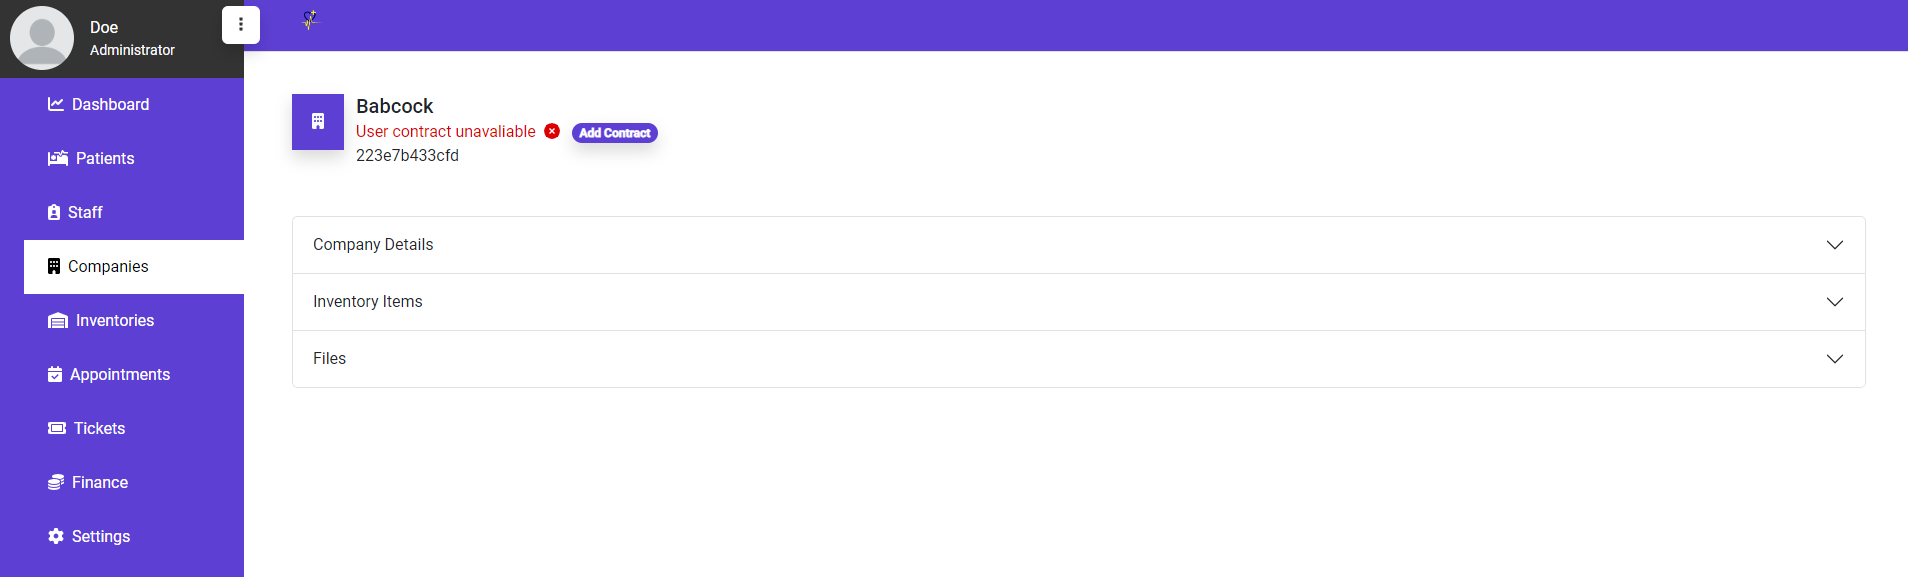 Doe
Administrator
Dashboard
Patients
Staff
Companies
Inventories
Appointments
Tickets
Finance
Settings
Babcock
User contract unavaliable
Add Contract
223e7b433cfd
Company Details
Inventory Items
Files